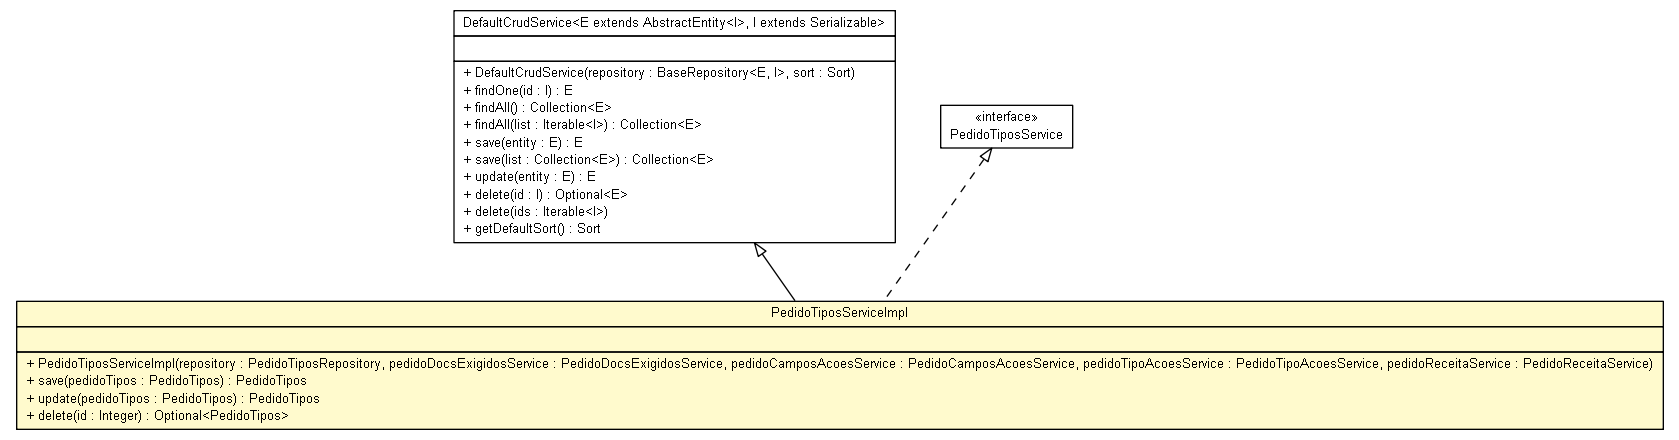 DefaultCrudService<E extends AbstractEntity<I>, I extends Serializable>
+ DefaultCrudService(repository : BaseRepository<E, I>, sort : Sort)
+ findOne(id : I) : E
+ findAll() : Collection<E>
+ findAll(list : Iterable<I>) : Collection<E>
+ save(entity : E) : E
+ save(list : Collection<E>) : Collection<E>
+ update(entity : E) : E
+ delete(id : I) : Optional<E>
+ delete(ids : Iterable<I>)
+ getDefaultSort() : Sort
«interface»
PedidoTiposService
PedidoTiposServiceImpl
+ PedidoTiposServiceImpl(repository : PedidoTiposRepository, pedidoDocsExigidosService : PedidoDocsExigidosService, pedidoCamposAcoesService : PedidoCamposAcoesService, pedidoTipoAcoesService : PedidoTipoAcoesService, pedidoReceitaService : PedidoReceitaService)
+ save(pedidoTipos : PedidoTipos) : PedidoTipos
+ update(pedidoTipos : PedidoTipos) : PedidoTipos
+ delete(id : Integer) : Optional<PedidoTipos>